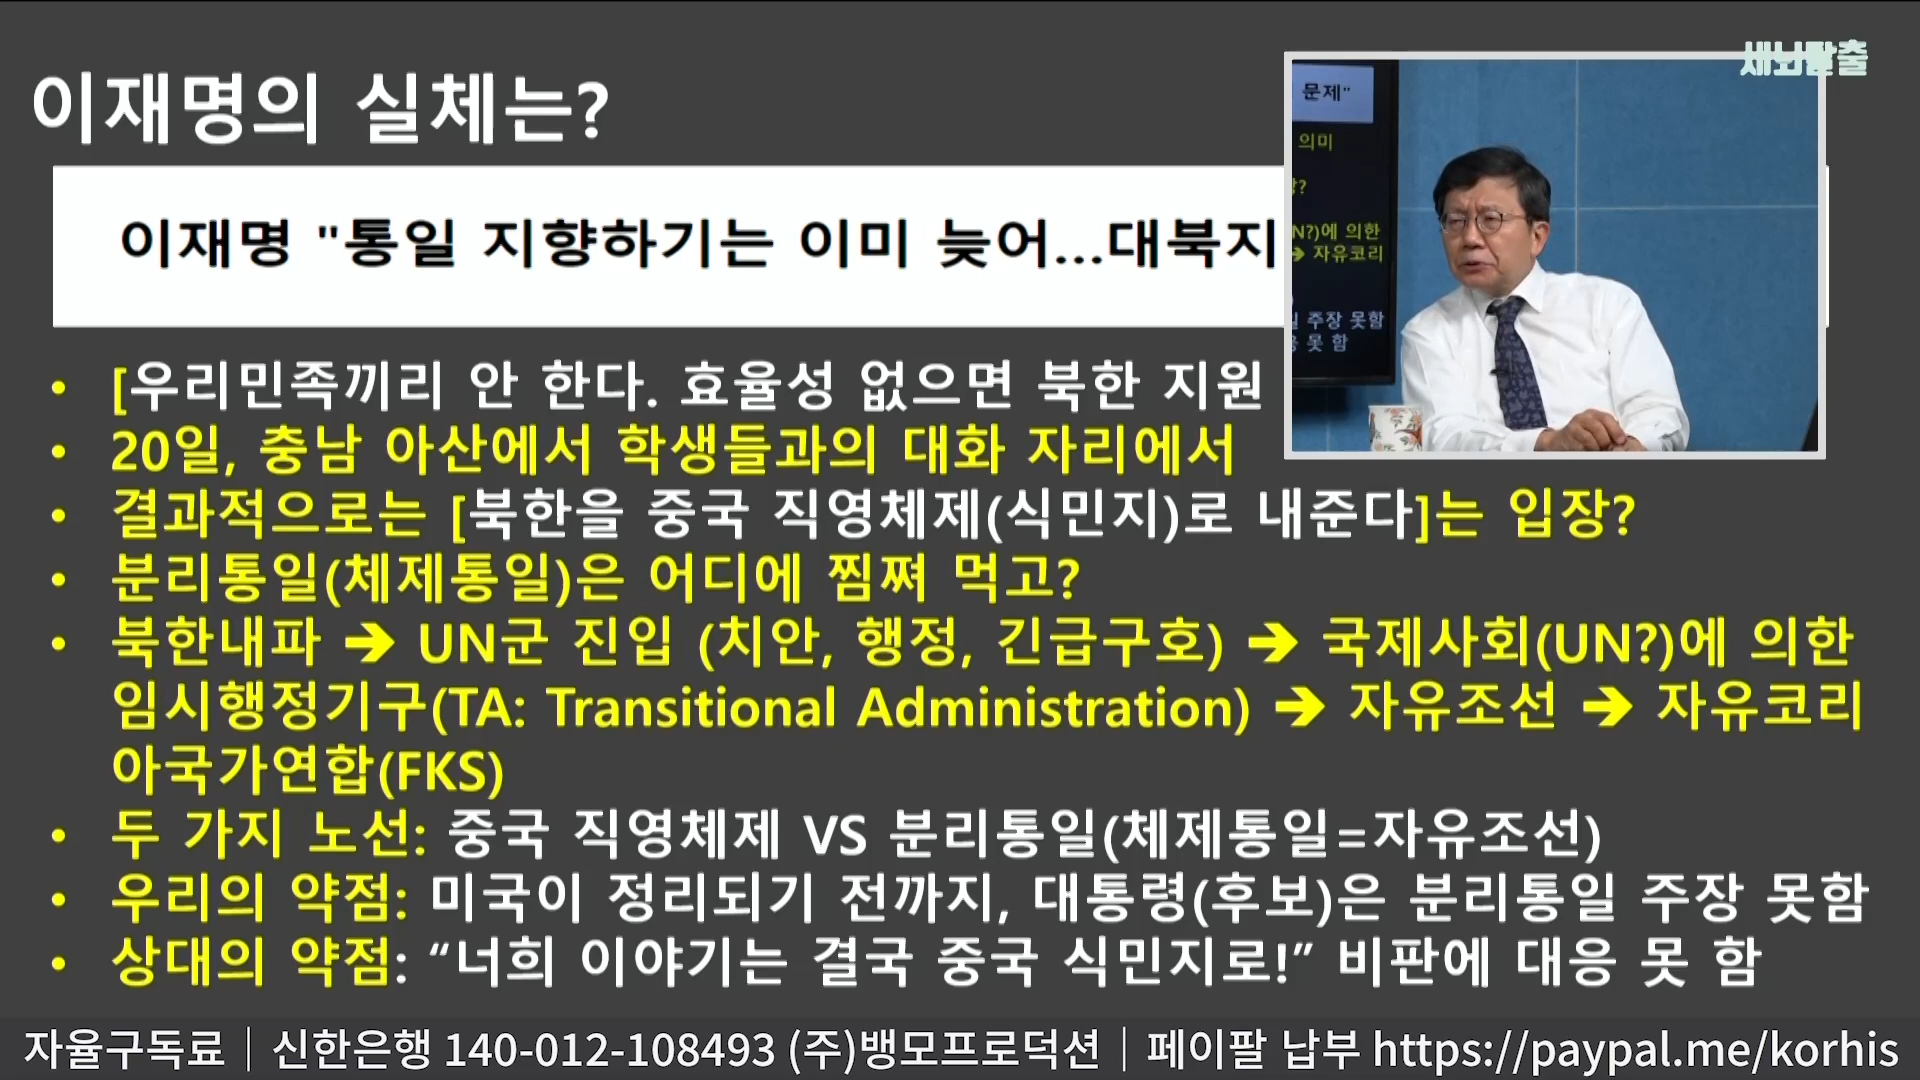 세뇌탈출
이재명의 실체는?
이재명 "통일 지향하기는 이미 늦어...대북지
문제"
의미
?
N?)에 의한
➔ 자유코리
일 주장 못함
응 못 함
• [우리민족끼리 안 한다. 효율성 없으면 북한 지원
• 20일, 충남 아산에서 학생들과의 대화 자리에서
• 결과적으로는 [북한을 중국 직영체제(식민지)로 내준다]는 입장?
• 분리통일(체제통일)은 어디에 찜쪄 먹고?
• 북한내파 ➔ UN군 진입 (치안, 행정, 긴급구호) ➔ 국제사회(UN?)에 의한
임시행정기구(TA: Transitional Administration) ➔ 자유조선 ➔ 자유코리
아국가연합(FKS)
• 두 가지 노선: 중국 직영체제 VS 분리통일(체제통일=자유조선)
• 우리의 약점: 미국이 정리되기 전까지, 대통령(후보)은 분리통일 주장 못함
• 상대의 약점: “너희 이야기는 결국 중국 식민지로!” 비판에 대응 못 함
자율구독료｜신한은행 140-012-108493 (주)뱅모프로덕션｜페이팔 납부 https://paypal.me/korhis